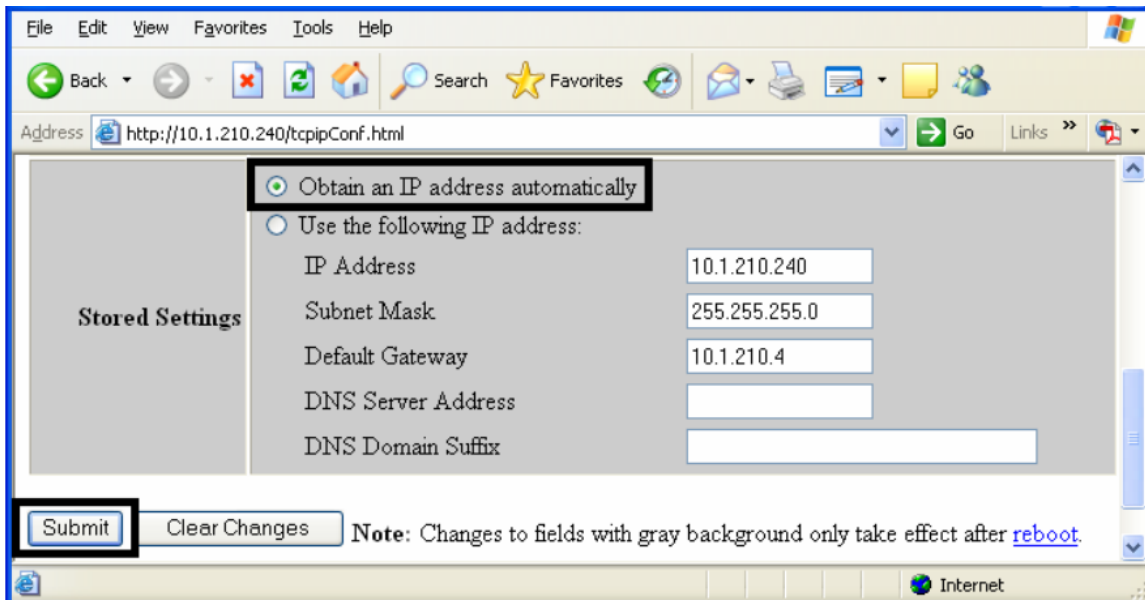 File Edit View Favorites Tools Help
Back Search Favorites
Address http://10.1.210.240/tcpipConf.html Go Links »
Obtain an IP address automatically
Use the following IP address:
IP Address 10.1.210.240
Stored Settings Subnet Mask 255.255.255.0
Default Gateway 10.1.210.4
DNS Server Address
DNS Domain Suffix
Submit Clear Changes Note: Changes to fields with gray background only take effect after reboot.
Internet